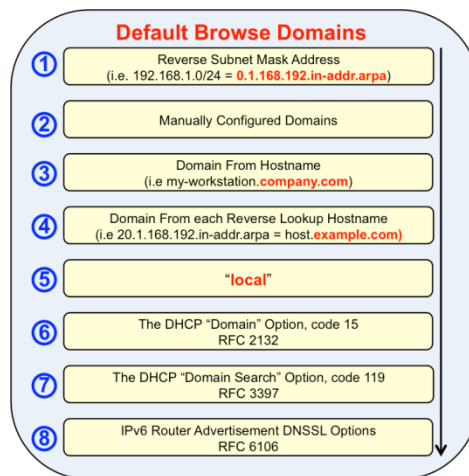 Default Browse Domains
1
Reverse Subnet Mask Address
(i.e. 192.168.1.0/24 = 0.1.168.192.in-addr.arpa)
2
Manually Configured Domains
3
Domain From Hostname
(i.e my-workstation.company.com)
4
Domain From each Reverse Lookup Hostname
(i.e 20.1.168.192.in-addr.arpa = host.example.com)
5
“local”
6
The DHCP “Domain” Option, code 15
RFC 2132
7
The DHCP “Domain Search” Option, code 119
RFC 3397
8
IPv6 Router Advertisement DNSSL Options
RFC 6106